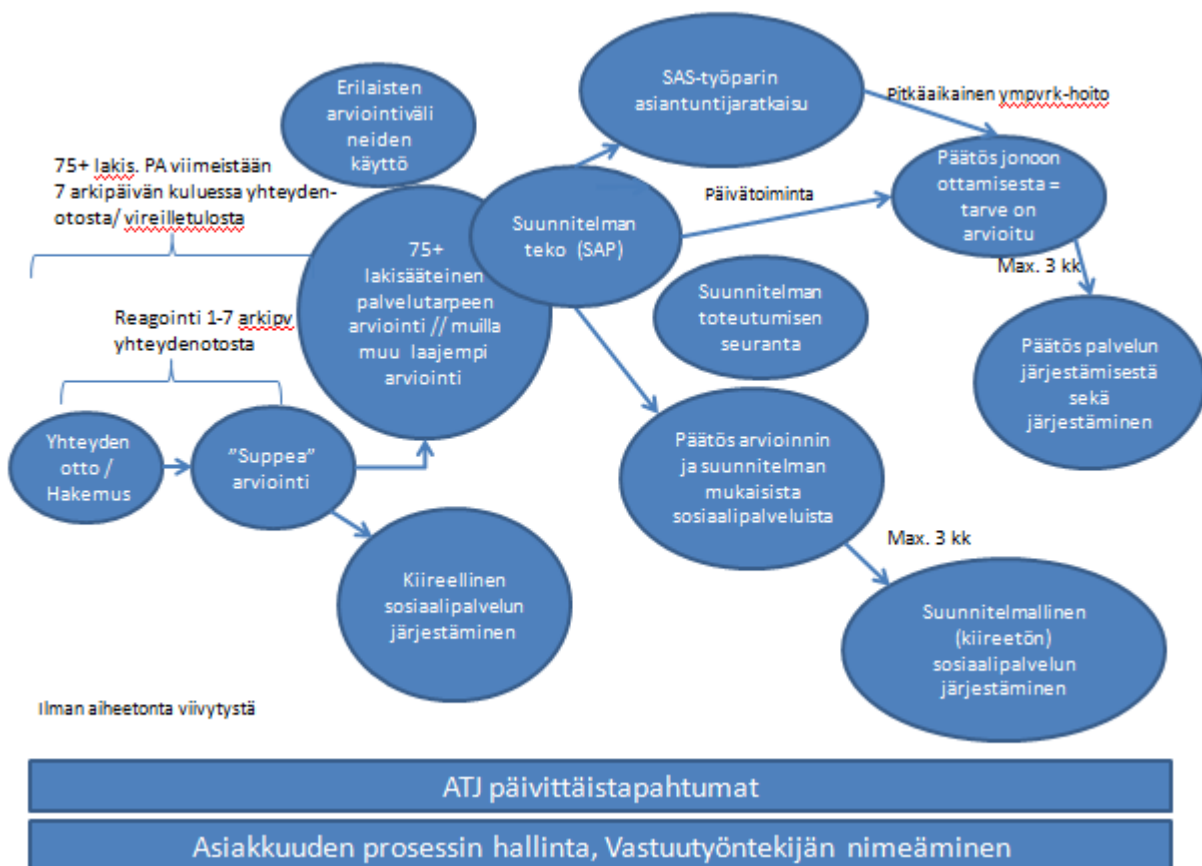 Erilaisten
arviointiväli
neiden
käyttö
SAS-työparin
asiantuntijaratkaisu
Pitkäaikainen ympvrk-hoito
75+ lakis. PA viimeistään
7 arkipäivän kuluessa yhteyden-
otosta/ vireilletulosta
Suunnitelman
teko (SAP)
Päivätoiminta
Päätös jonoon
ottamisesta =
tarve on
arvioitu
75+
lakisääteinen
palvelutarpeen
arviointi // muilla
muu laajempi
arviointi
Max. 3 kk
Suunnitelman
toteutumisen
seuranta
Reagointi 1-7 arkipv
yhteydenotosta
Päätös palvelun
järjestämisestä
sekä
järjestäminen
Yhteyden
otto /
Hakemus
”Suppea”
arviointi
Päätös arvioinnin
ja suunnitelman
mukaisista
sosiaalipalveluista
Max. 3 kk
Kiireellinen
sosiaalipalvelun
järjestäminen
Suunnitelmallinen
(kiireetön)
sosiaalipalvelun
järjestäminen
Ilman aiheetonta viivytystä
ATJ päivittäistapahtumat
Asiakkuuden prosessin hallinta, Vastuutyöntekijän nimeäminen